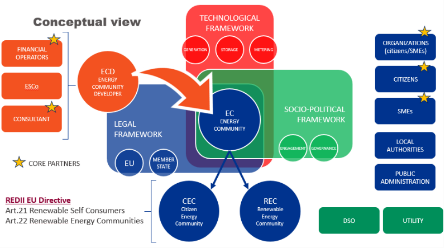 Conceptual view
TECHNOLOGICAL
FRAMEWORK
GENERATION
STORAGE
METERING
FINANCIAL
OPERATORS
ESCo
CONSULTANT
CORE PARTNERS
ECD
ENERGY
COMMUNITY
DEVELOPER
EC
ENERGY
COMMUNITY
LEGAL
FRAMEWORK
EU
MEMBER
STATE
SOCIO-POLITICAL
FRAMEWORK
ENGAGEMENT
GOVERNANCE
ORGANIZATIONS
(citizens/SMEs)
CITIZENS
SMEs
LOCAL
AUTHORITIES
PUBLIC
ADMINISTRATION
REDII EU Directive
Art.21 Renewable Self Consumers
Art.22 Renewable Energy Communities
CEC
Citizen
Energy
Community
REC
Renewable
Energy
Community
DSO
UTILITY